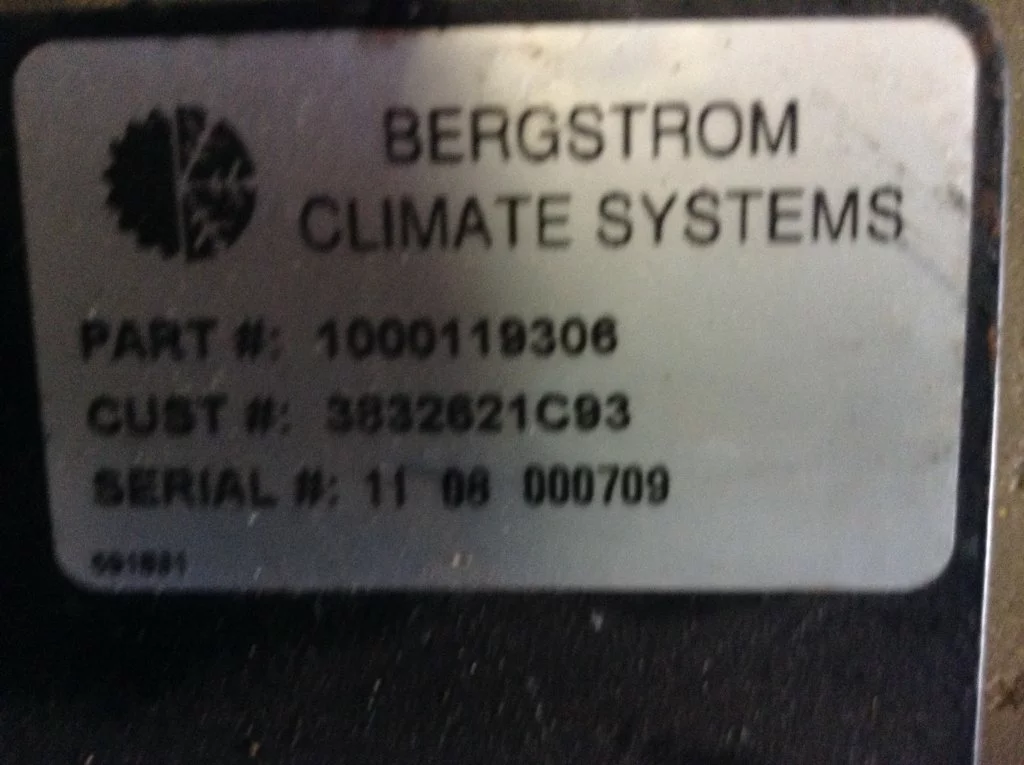 BERGSTROM
CLIMATE SYSTEMS
PART #: 1000119306
CUST #: 3832621C93
SERIAL #: 11 08 000709